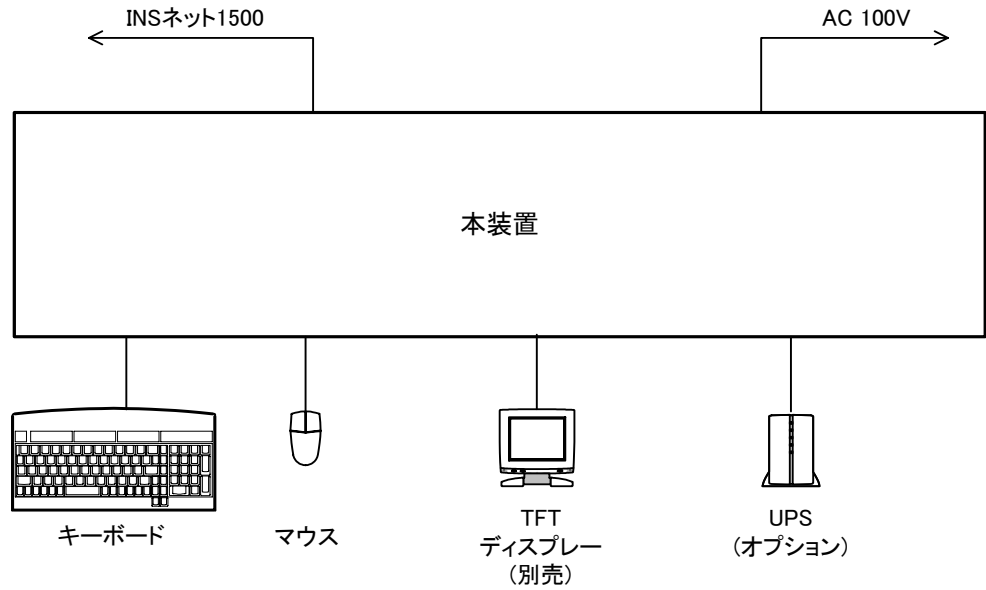 INSネット1500
AC 100V
本装置
キーボード
マウス
TFT
ディスプレー
(別売)
UPS
(オプション)